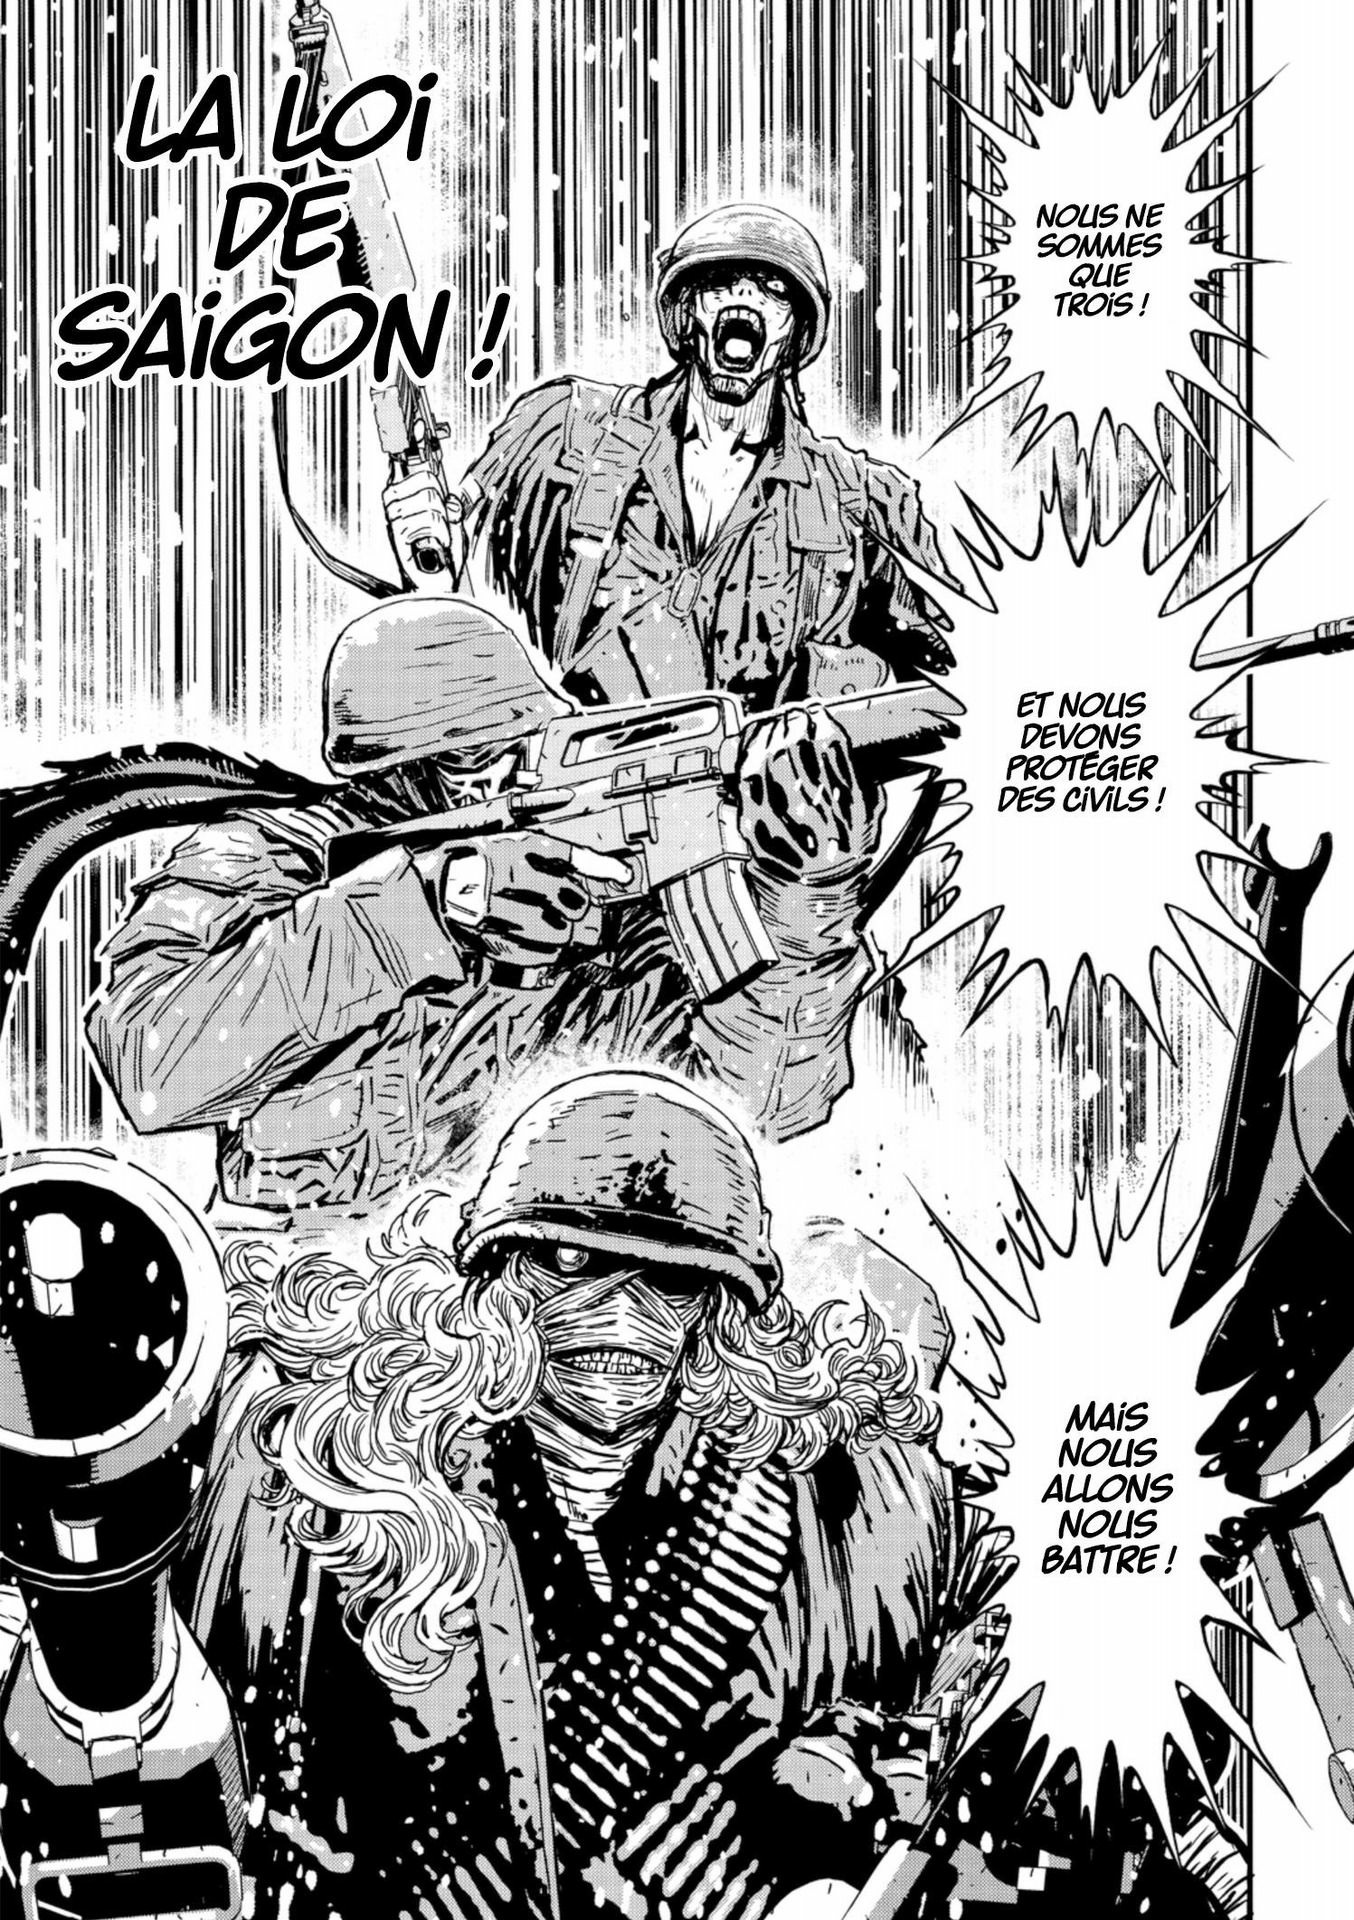 NOUS NE
SOMMES
QUE
TROIS !
ET NOUS
DEVONS
PROTÉGER
DES CiViLS !
MAiS
NOUS
ALLONS
NOUS
BATTRE !
LA LOi
DE
SAiGON !
E